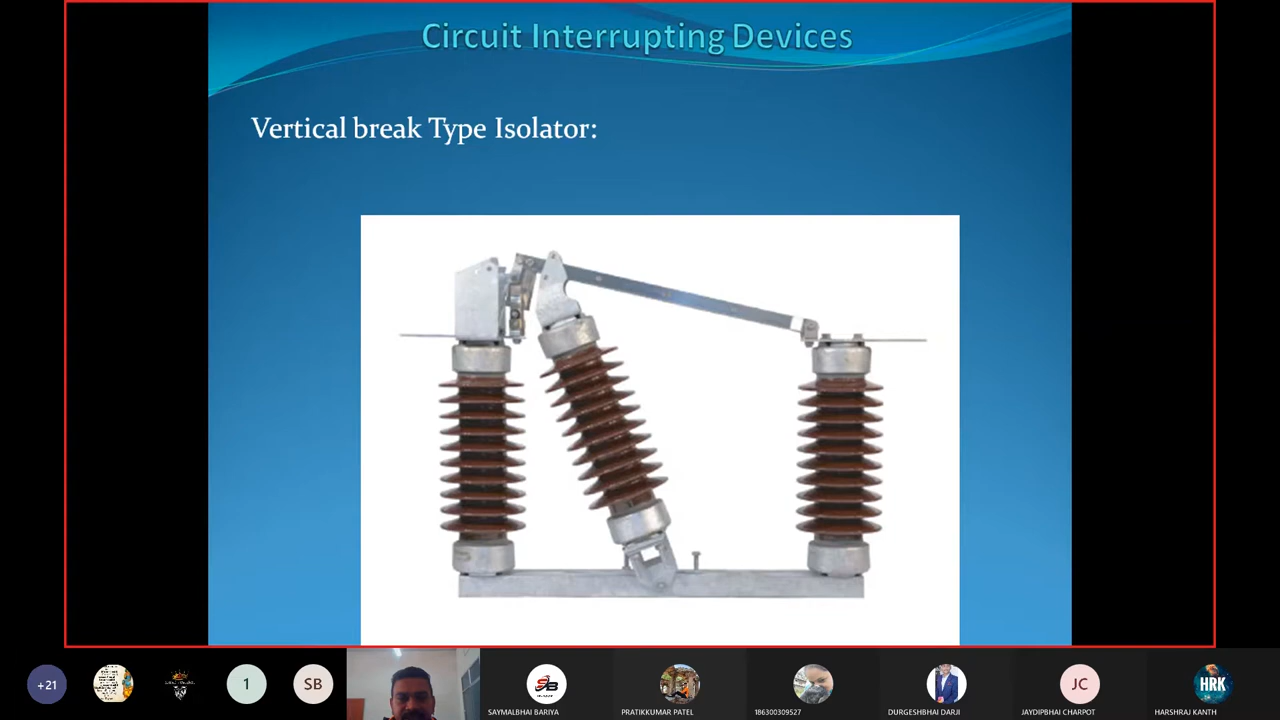 Circuit Interrupting Devices
Vertical break Type Isolator:
+21
1
SB
SB
SAYMALBHAI BARIYA
PRATIKKUMAR PATEL
186300309527
DURGESHBHAI DARJI
JC
JAYDIPBHAI CHARPOT
HRK
HARSHRAJ KANTH